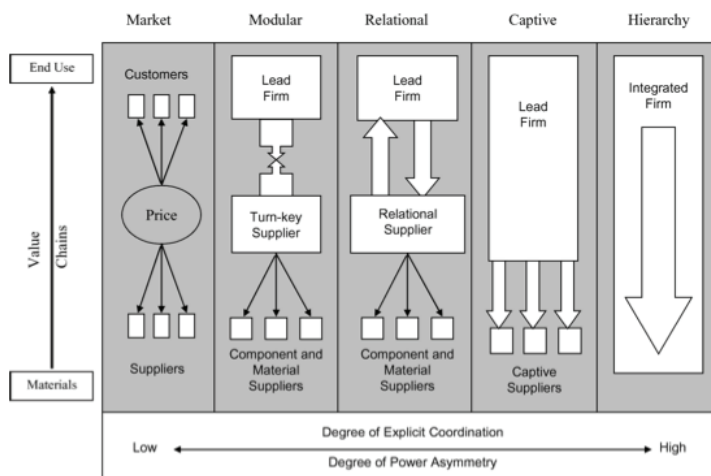 Market Modular Relational Captive Hierarchy
End Use
Value
Chains
Materials
Customers
Price
Suppliers
Lead
Firm
Turn-key
Supplier
Component and
Material
Suppliers
Lead
Firm
Relational
Supplier
Component and
Material
Suppliers
Lead
Firm
Captive
Suppliers
Integrated
Firm
Degree of Explicit Coordination
Low High
Degree of Power Asymmetry